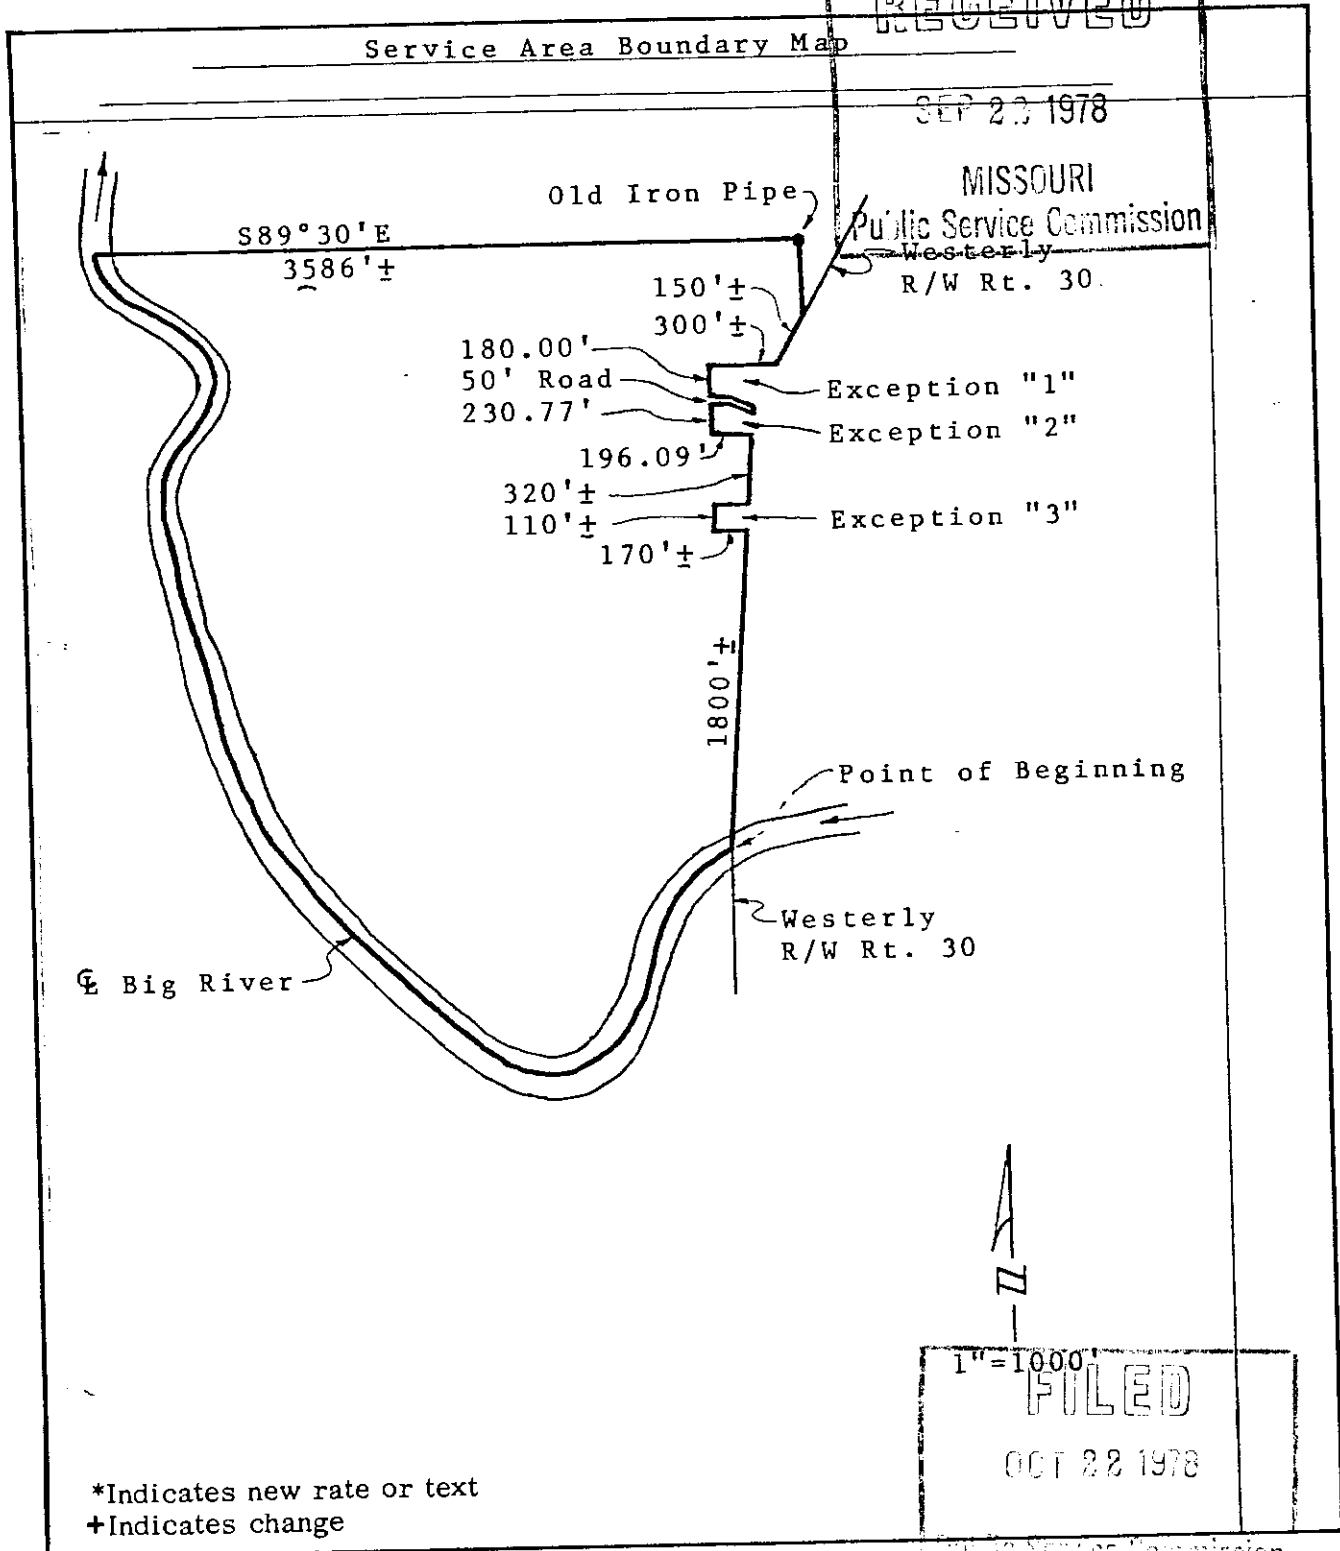 RECEIVED
Service Area Boundary Map
SEP 2 1978
MISSOURI
Public Service Commission
Old Iron Pipe
S89°30'E
3586'±
Westerly
R/W Rt. 30
150'±
300'±
180.00'
50' Road
230.77'
Exception "1"
Exception "2"
196.09'
320'±
110'±
Exception "3"
170'±
1800'±
Point of Beginning
Westerly
R/W Rt. 30
℄ Big River
N
1"=1000'
FILED
OCT 22 1978
*Indicates new rate or text
+Indicates change
Commission